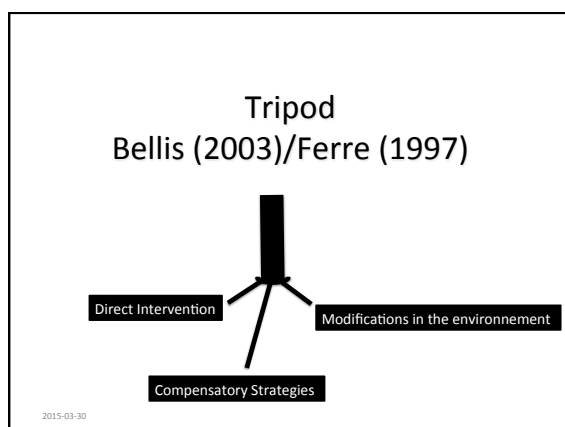 Tripod
Bellis (2003)/Ferre (1997)
Direct Intervention
Modifications in the environnement
Compensatory Strategies
2015-03-30